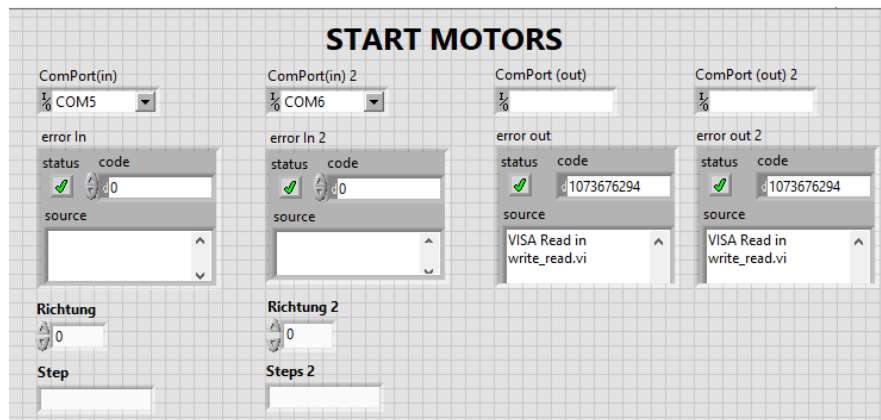 START MOTORS
ComPort(in)
ComPort(in) 2
ComPort (out)
ComPort (out) 2
I/O COM5
I/O COM6
I/O
I/O
error In
error In 2
error out
error out 2
status code
status code
status code
status code
d 0
d 0
d 1073676294
d 1073676294
source
source
source
source
VISA Read in
write_read.vi
VISA Read in
write_read.vi
Richtung
Richtung 2
0
0
Step
Steps 2